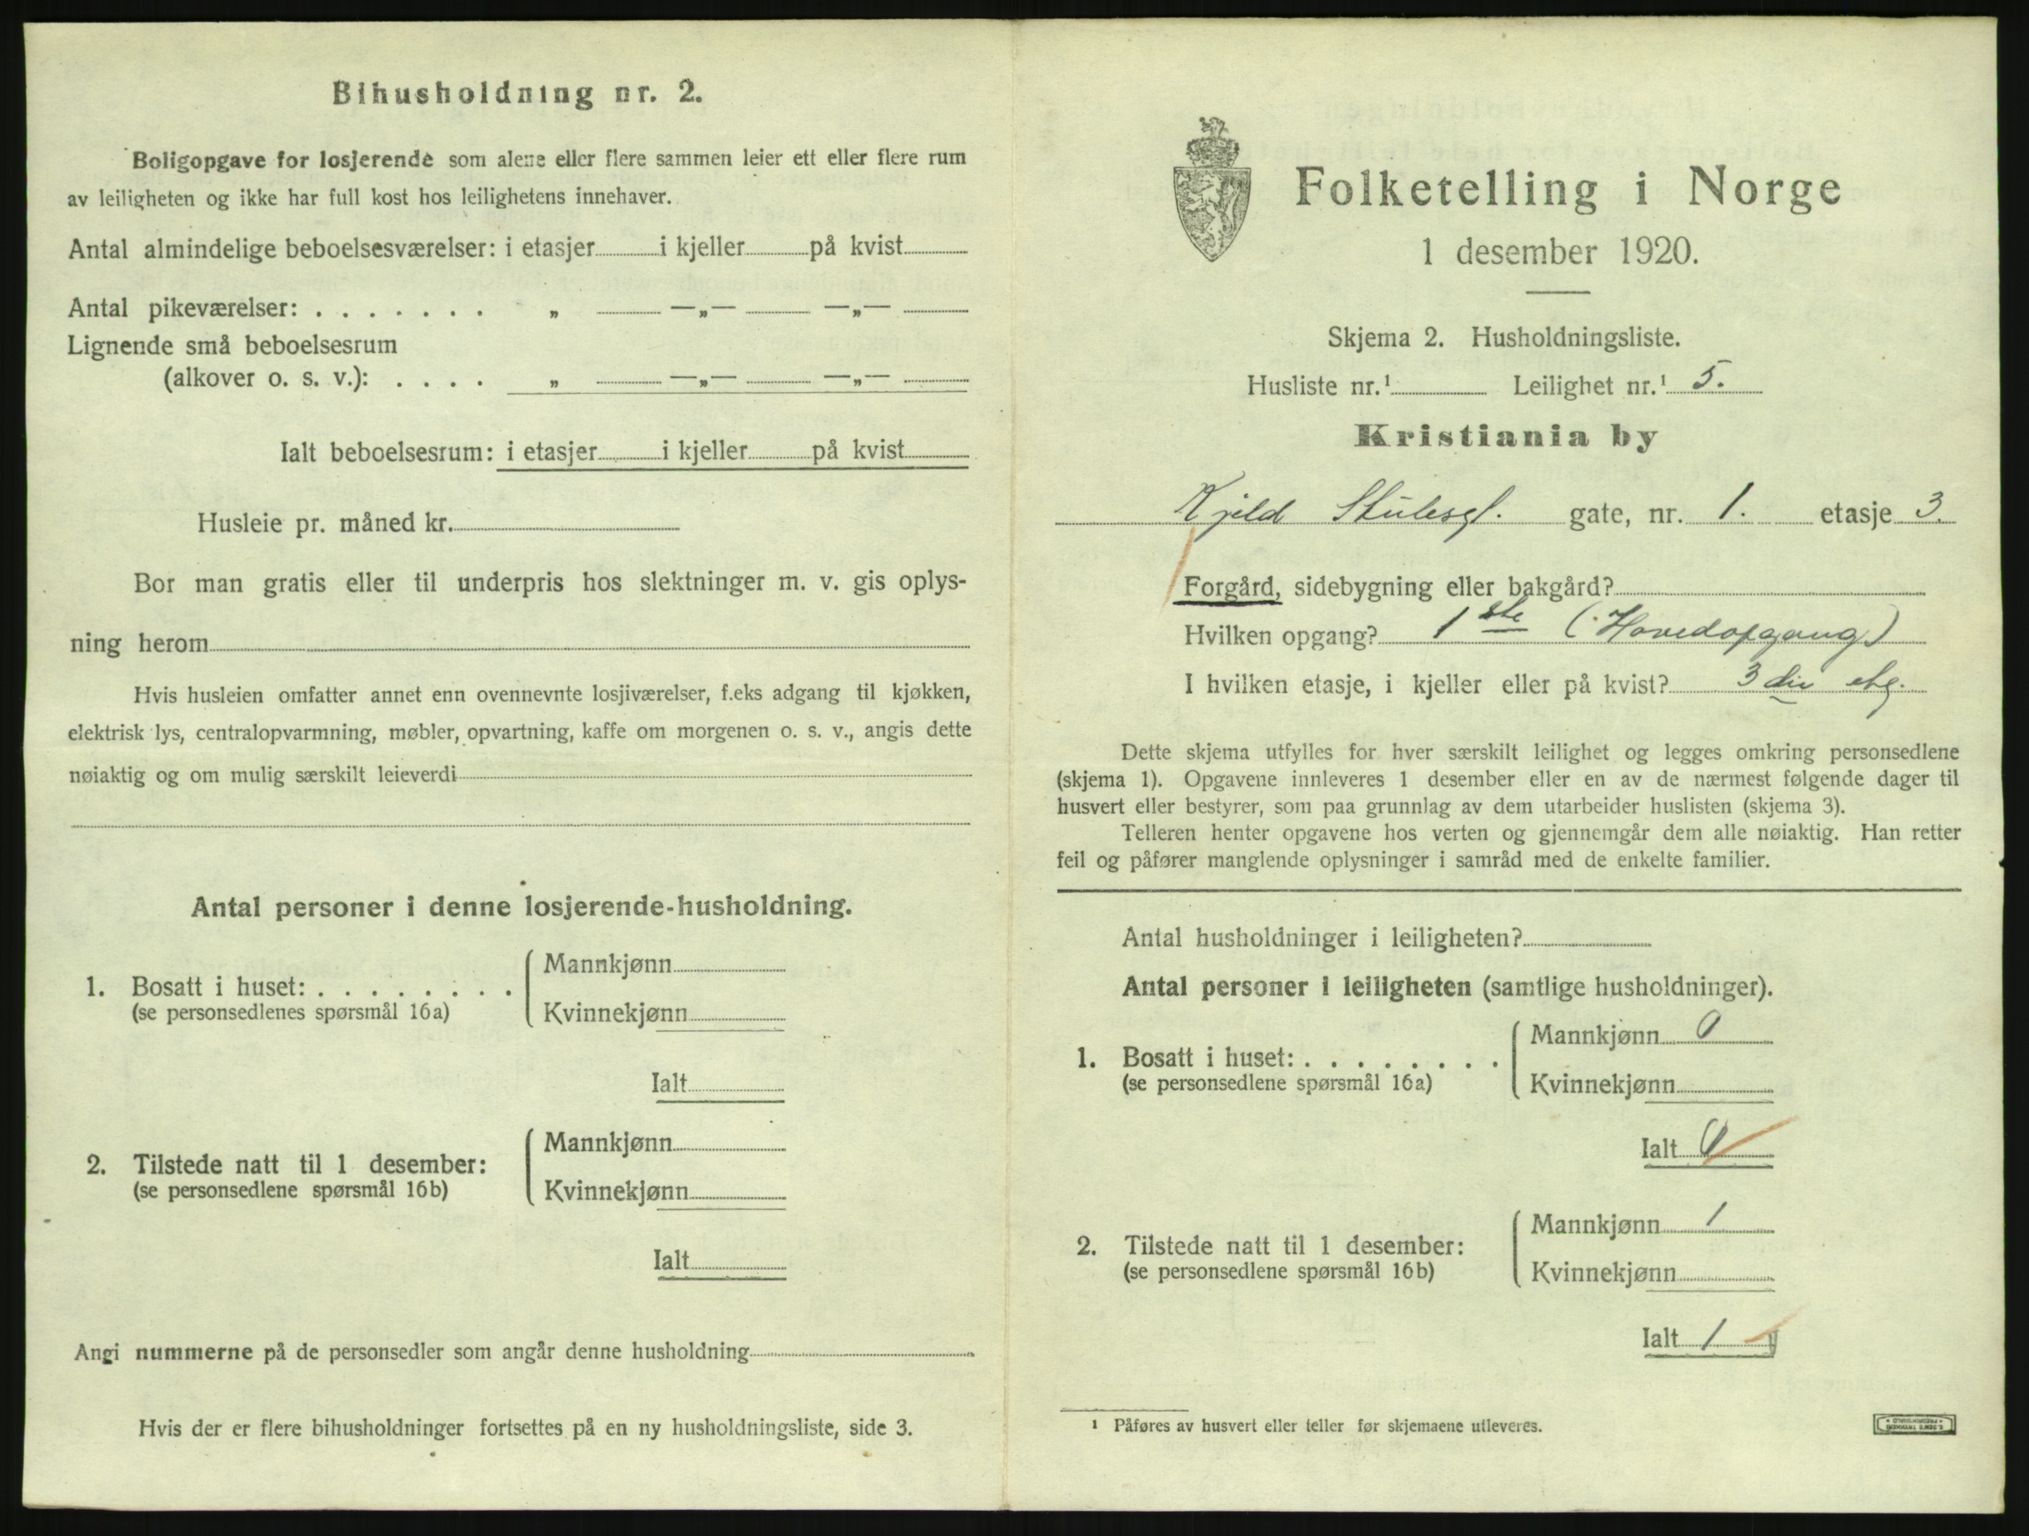 Bihusholdning nr. 2.
Boligopgave for losjerende som alene eller flere sammen leier ett eller flere rum
av leiligheten og ikke har full kost hos leilighetens innehaver.
Antal almindelige beboelsesværelser: i etasjer i kjeller på kvist
Antal pikeværelser: . . . . . . . „ —„— —„—
Lignende små beboelsesrum
(alkover o. s. v.): . . . . „ —„— —„—
Ialt beboelsesrum: i etasjer i kjeller på kvist
Husleie pr. måned kr.
Bor man gratis eller til underpris hos slektninger m. v. gis oplys-
ning herom
Hvis husleien omfatter annet enn ovennevnte losjiværelser, f.eks adgang til kjøkken,
elektrisk lys, centralopvarmning, møbler, opvartning, kaffe om morgenen o. s. v., angis dette
nøiaktig og om mulig særskilt leieverdi
Antal personer i denne losjerende-husholdning.
1. Bosatt i huset: . . . . . . . . Mannkjønn
(se personsedlenes spørsmål 16a) Kvinnekjønn
Ialt
2. Tilstede natt til 1 desember: Mannkjønn
(se personsedlene spørsmål 16b) Kvinnekjønn
Ialt
Angi nummerne på de personsedler som angår denne husholdning
Hvis der er flere bihusholdninger fortsettes på en ny husholdningsliste, side 3.
Folketelling i Norge
1 desember 1920.
Skjema 2. Husholdningsliste.
Husliste nr.¹ Leilighet nr.¹ 5.
Kristiania by
Kjeld Stubsgt. gate, nr. 1. etasje 3.
Forgård, sidebygning eller bakgård?
Hvilken opgang? 1ste (Hovedopgang)
I hvilken etasje, i kjeller eller på kvist? 3die etg.
Dette skjema utfylles for hver særskilt leilighet og legges omkring personsedlene
(skjema 1). Opgavene innleveres 1 desember eller en av de nærmest følgende dager til
husvert eller bestyrer, som paa grunnlag av dem utarbeider huslisten (skjema 3).
Telleren henter opgavene hos verten og gjennemgår dem alle nøiaktig. Han retter
feil og påfører manglende oplysninger i samråd med de enkelte familier.
Antal husholdninger i leiligheten?
Antal personer i leiligheten (samtlige husholdninger).
1. Bosatt i huset: . . . . . . . . Mannkjønn 0
(se personsedlene spørsmål 16a) Kvinnekjønn
Ialt 0
2. Tilstede natt til 1 desember: Mannkjønn 1
(se personsedlene spørsmål 16b) Kvinnekjønn
Ialt 1
¹ Påføres av husvert eller teller før skjemaene utleveres.